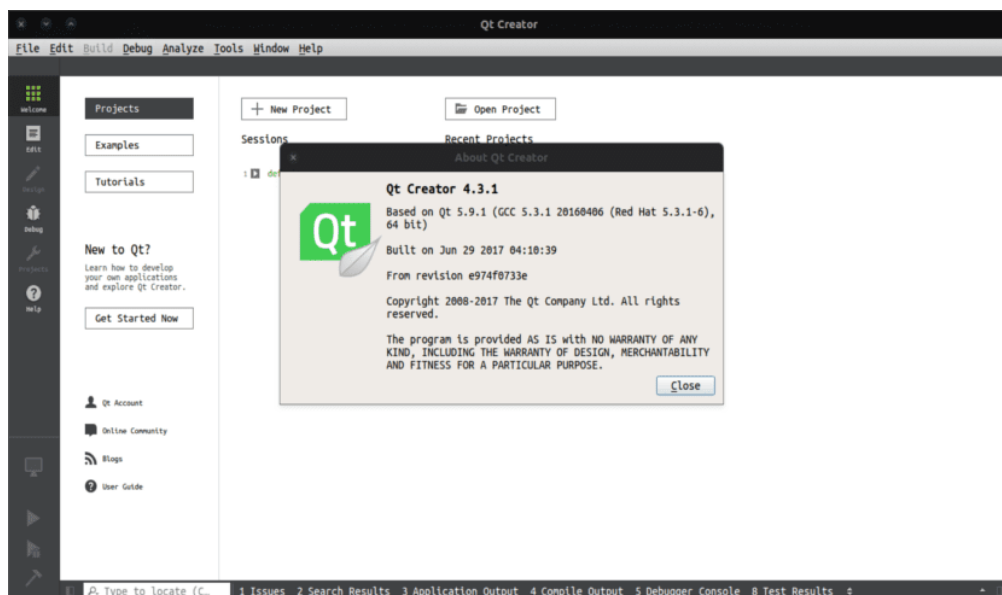 Qt Creator
File Edit Build Debug Analyze Tools Window Help
Welcome
Edit
Design
Debug
Projects
Help
Projects
Examples
Tutorials
New to Qt?
Learn how to develop
your own applications
and explore Qt Creator.
Get Started Now
Qt Account
Online Community
Blogs
User Guide
+ New Project
Open Project
Sessions
Recent Projects
1
About Qt Creator
Qt
Qt Creator 4.3.1
Based on Qt 5.9.1 (GCC 5.3.1 20160406 (Red Hat 5.3.1-6),
64 bit)
Built on Jun 29 2017 04:10:39
From revision e974f0733e
Copyright 2008-2017 The Qt Company Ltd. All rights
reserved.
The program is provided AS IS with NO WARRANTY OF ANY
KIND, INCLUDING THE WARRANTY OF DESIGN, MERCHANTABILITY
AND FITNESS FOR A PARTICULAR PURPOSE.
Close
Type to locate (C...
1 Issues 2 Search Results 3 Application Output 4 Compile Output 5 Debugger Console 8 Test Results